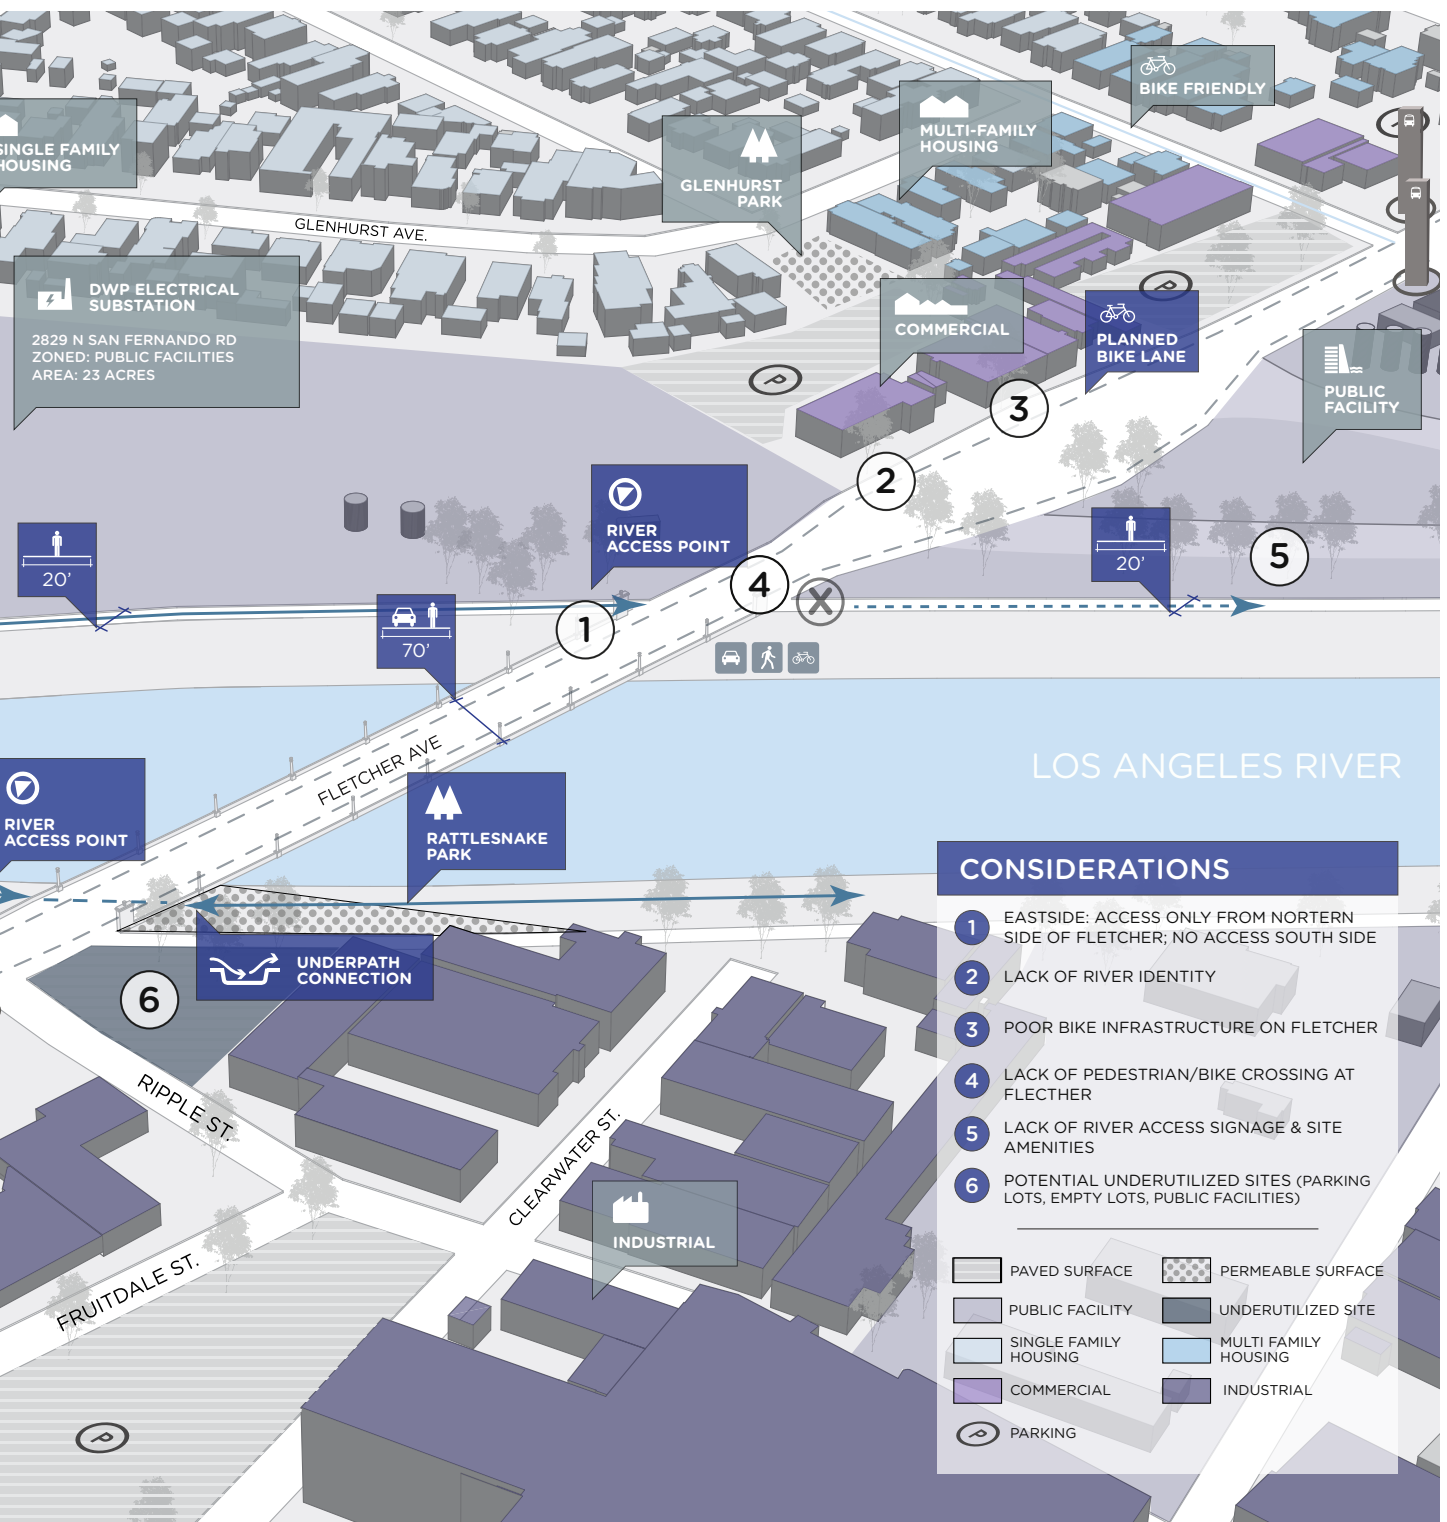 BIKE FRIENDLY
MULTI-FAMILY
HOUSING
SINGLE FAMILY
HOUSING
GLENHURST
PARK
GLENHURST AVE.
DWP ELECTRICAL
SUBSTATION
2829 N SAN FERNANDO RD
ZONED: PUBLIC FACILITIES
AREA: 23 ACRES
COMMERCIAL
P
PLANNED
BIKE LANE
PUBLIC
FACILITY
P
3
2
RIVER
ACCESS POINT
20'
20'
5
4
X
1
70'
FLETCHER AVE
LOS ANGELES RIVER
RIVER
ACCESS POINT
RATTLESNAKE
PARK
UNDERPATH
CONNECTION
6
RIPPLE ST.
CLEARWATER ST.
FRUITDALE ST.
INDUSTRIAL
P
CONSIDERATIONS
1 EASTSIDE: ACCESS ONLY FROM NORTERN
SIDE OF FLETCHER; NO ACCESS SOUTH SIDE
2 LACK OF RIVER IDENTITY
3 POOR BIKE INFRASTRUCTURE ON FLETCHER
4 LACK OF PEDESTRIAN/BIKE CROSSING AT
FLECTHER
5 LACK OF RIVER ACCESS SIGNAGE & SITE
AMENITIES
6 POTENTIAL UNDERUTILIZED SITES (PARKING
LOTS, EMPTY LOTS, PUBLIC FACILITIES)
PAVED SURFACE
PERMEABLE SURFACE
PUBLIC FACILITY
UNDERUTILIZED SITE
SINGLE FAMILY
HOUSING
MULTI FAMILY
HOUSING
COMMERCIAL
INDUSTRIAL
P PARKING